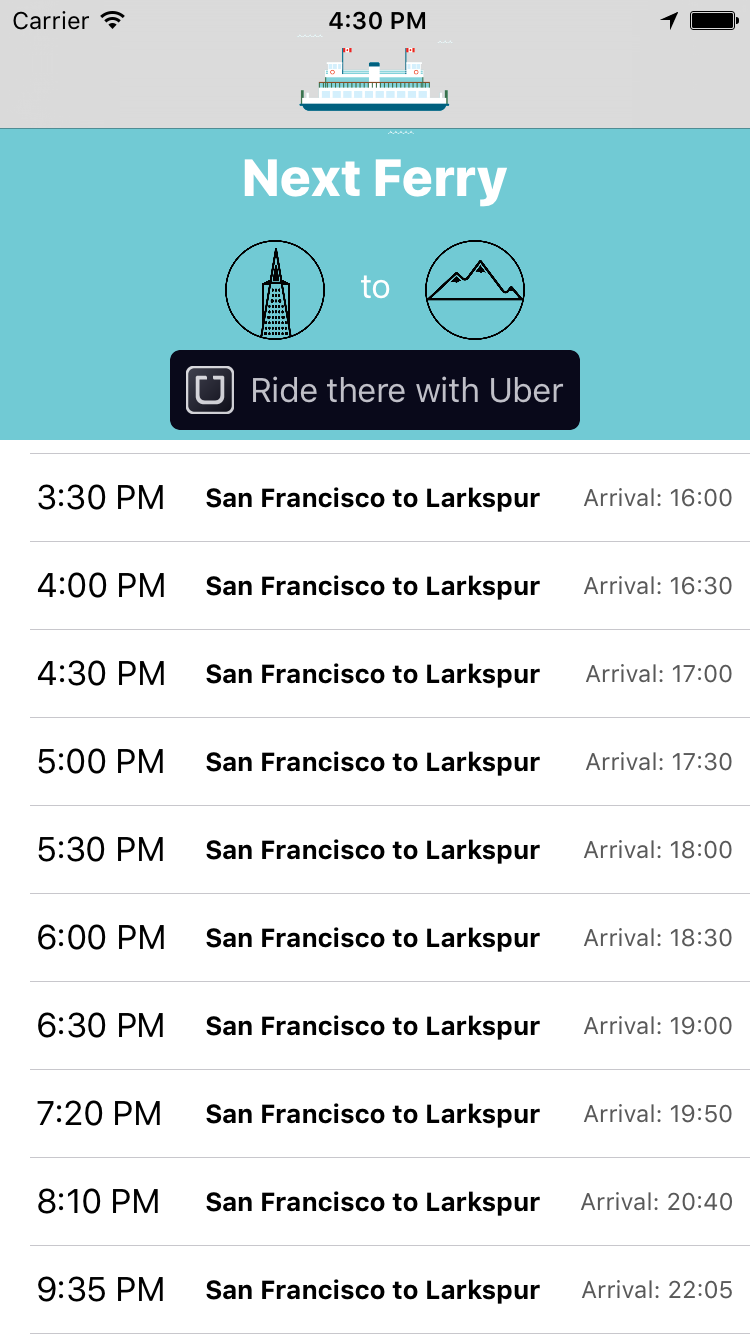 Carrier 4:30 PM
Next Ferry
to
Ride there with Uber
3:30 PM San Francisco to Larkspur Arrival: 16:00
4:00 PM San Francisco to Larkspur Arrival: 16:30
4:30 PM San Francisco to Larkspur Arrival: 17:00
5:00 PM San Francisco to Larkspur Arrival: 17:30
5:30 PM San Francisco to Larkspur Arrival: 18:00
6:00 PM San Francisco to Larkspur Arrival: 18:30
6:30 PM San Francisco to Larkspur Arrival: 19:00
7:20 PM San Francisco to Larkspur Arrival: 19:50
8:10 PM San Francisco to Larkspur Arrival: 20:40
9:35 PM San Francisco to Larkspur Arrival: 22:05